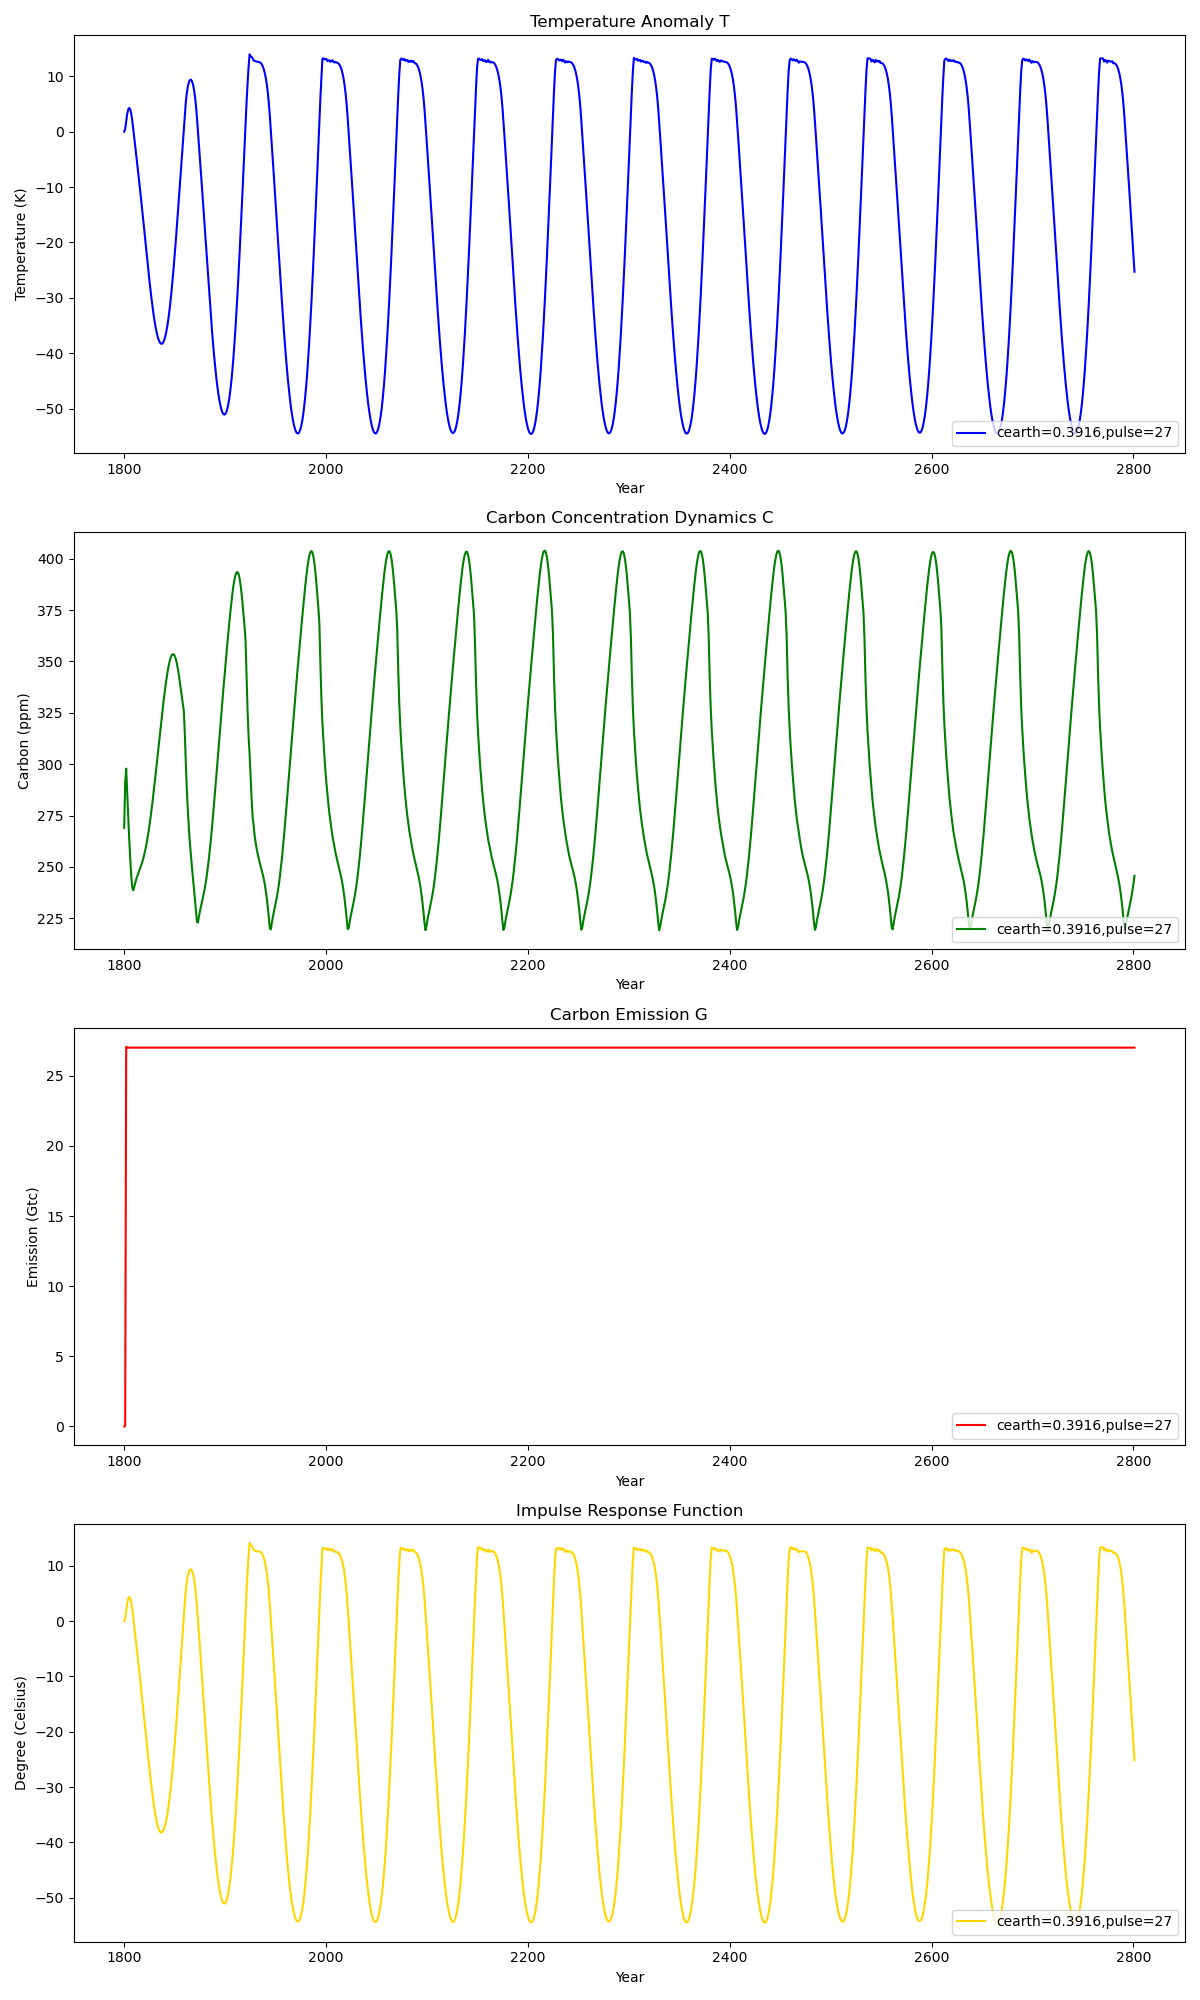 Temperature Anomaly T
Temperature (K)
10
0
−10
−20
−30
−40
−50
cearth=0.3916,pulse=27
1800 2000 2200 2400 2600 2800
Year
Carbon Concentration Dynamics C
Carbon (ppm)
400
375
350
325
300
275
250
225
cearth=0.3916,pulse=27
1800 2000 2200 2400 2600 2800
Year
Carbon Emission G
Emission (Gtc)
25
20
15
10
5
0
cearth=0.3916,pulse=27
1800 2000 2200 2400 2600 2800
Year
Impulse Response Function
Degree (Celsius)
10
0
−10
−20
−30
−40
−50
cearth=0.3916,pulse=27
1800 2000 2200 2400 2600 2800
Year